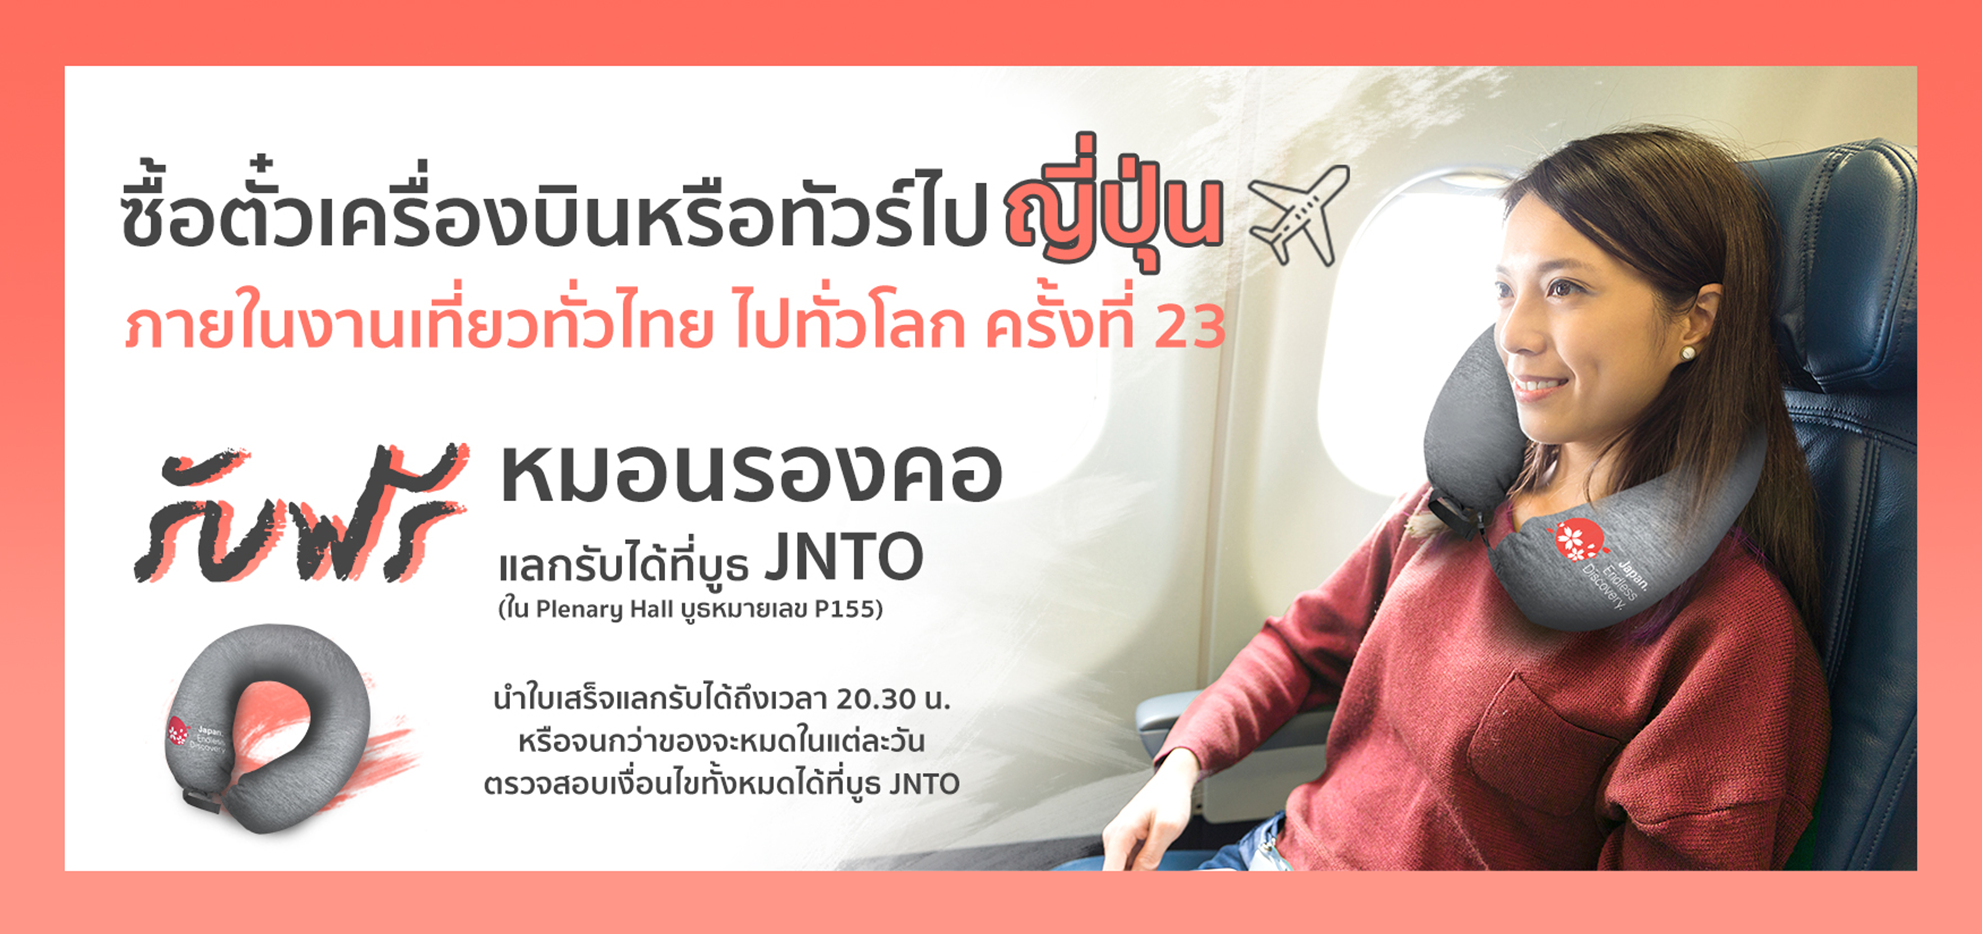 ซื้อตั๋วเครื่องบินหรือทัวร์ไป ญี่ปุ่น
ภายในงานเที่ยวทั่วไทย ไปทั่วโลก ครั้งที่ 23
รับฟรี
หมอนรองคอ
แลกรับได้ที่บูธ JNTO
(ใน Plenary Hall บูธหมายเลข P155)
นำใบเสร็จแลกรับได้ถึงเวลา 20.30 น.
หรือจนกว่าของจะหมดในแต่ละวัน
ตรวจสอบเงื่อนไขทั้งหมดได้ที่บูธ JNTO
Japan.
Endless
Discovery.
Japan.
Endless
Discovery.